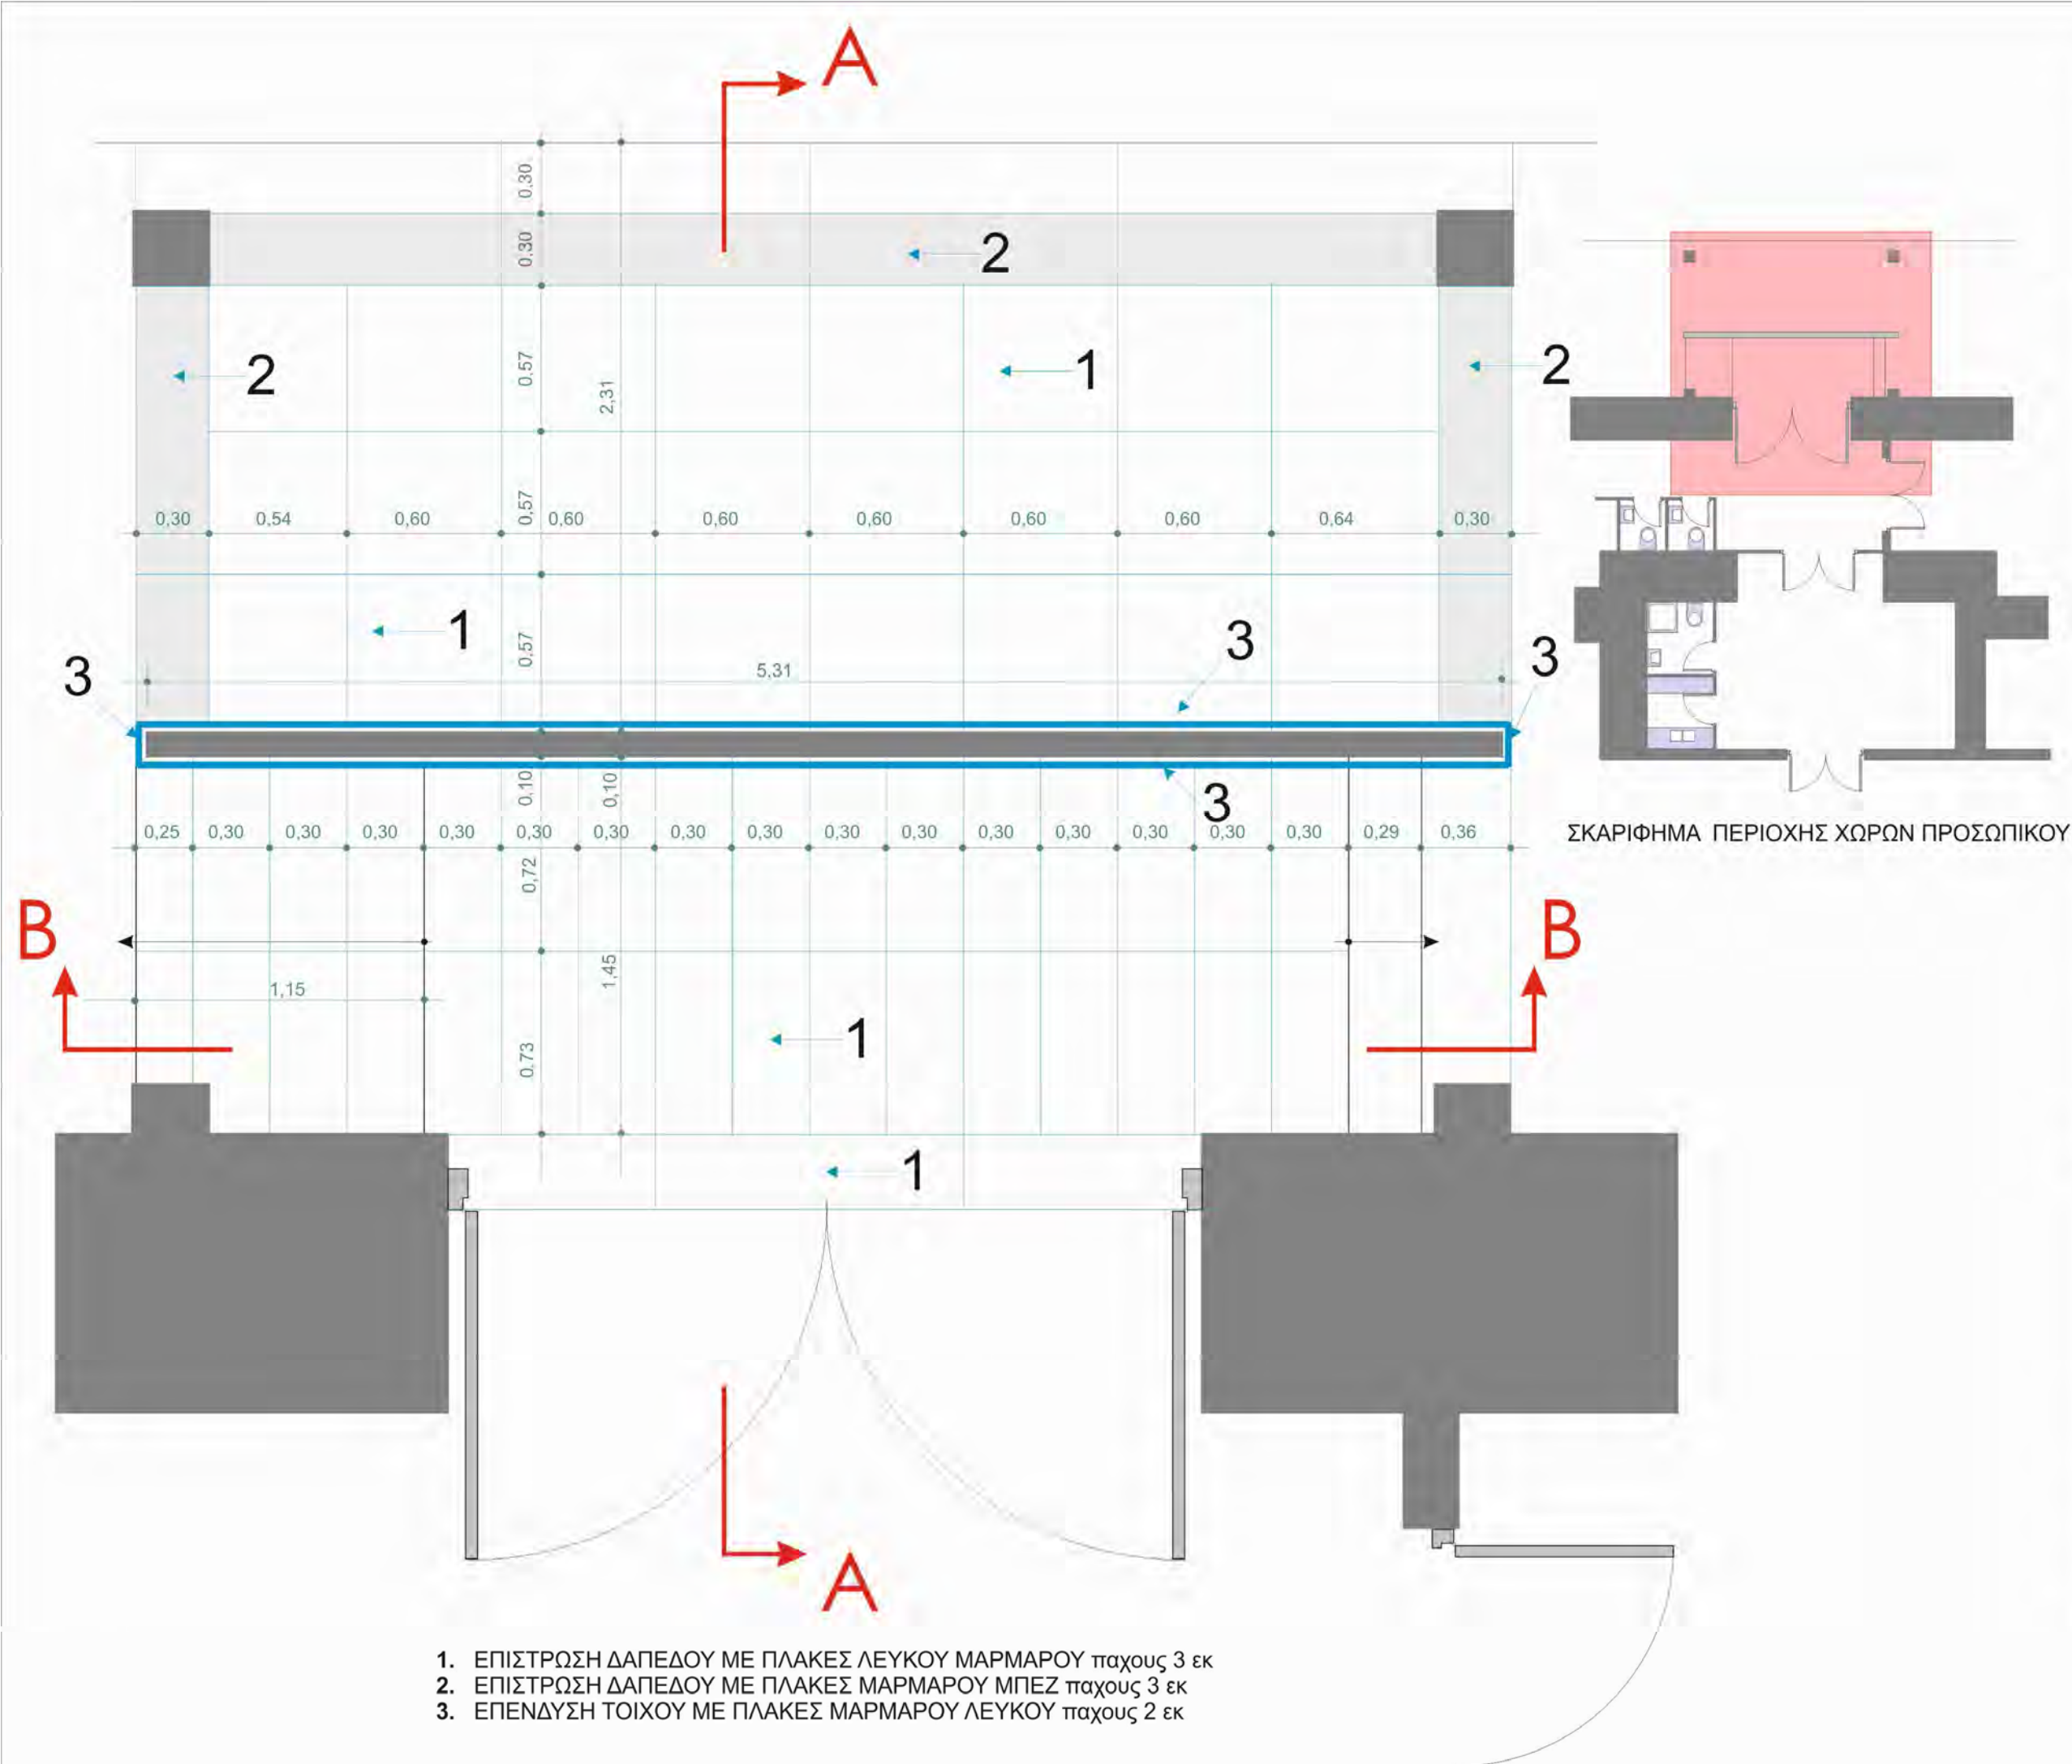 A
0.30
0.30
2
2
1
2
0.57
2,31
0,30 0,54 0,60 0.57 0,60 0,60 0,60 0,60 0,60 0,64 0,30
1
0.57
3
3
3
5,31
0.10
0,10
3
0,25 0,30 0,30 0,30 0,30 0,30 0,30 0,30 0,30 0,30 0,30 0,30 0,30 0,30 0,30 0,30 0,29 0,36
ΣΚΑΡΙΦΗΜΑ ΠΕΡΙΟΧΗΣ ΧΩΡΩΝ ΠΡΟΣΩΠΙΚΟΥ
0,72
B
B
1,45
1,15
1
0.73
1
A
1. ΕΠΙΣΤΡΩΣΗ ΔΑΠΕΔΟΥ ΜΕ ΠΛΑΚΕΣ ΛΕΥΚΟΥ ΜΑΡΜΑΡΟΥ παχους 3 εκ
2. ΕΠΙΣΤΡΩΣΗ ΔΑΠΕΔΟΥ ΜΕ ΠΛΑΚΕΣ ΜΑΡΜΑΡΟΥ ΜΠΕΖ παχους 3 εκ
3. ΕΠΕΝΔΥΣΗ ΤΟΙΧΟΥ ΜΕ ΠΛΑΚΕΣ ΜΑΡΜΑΡΟΥ ΛΕΥΚΟΥ παχους 2 εκ